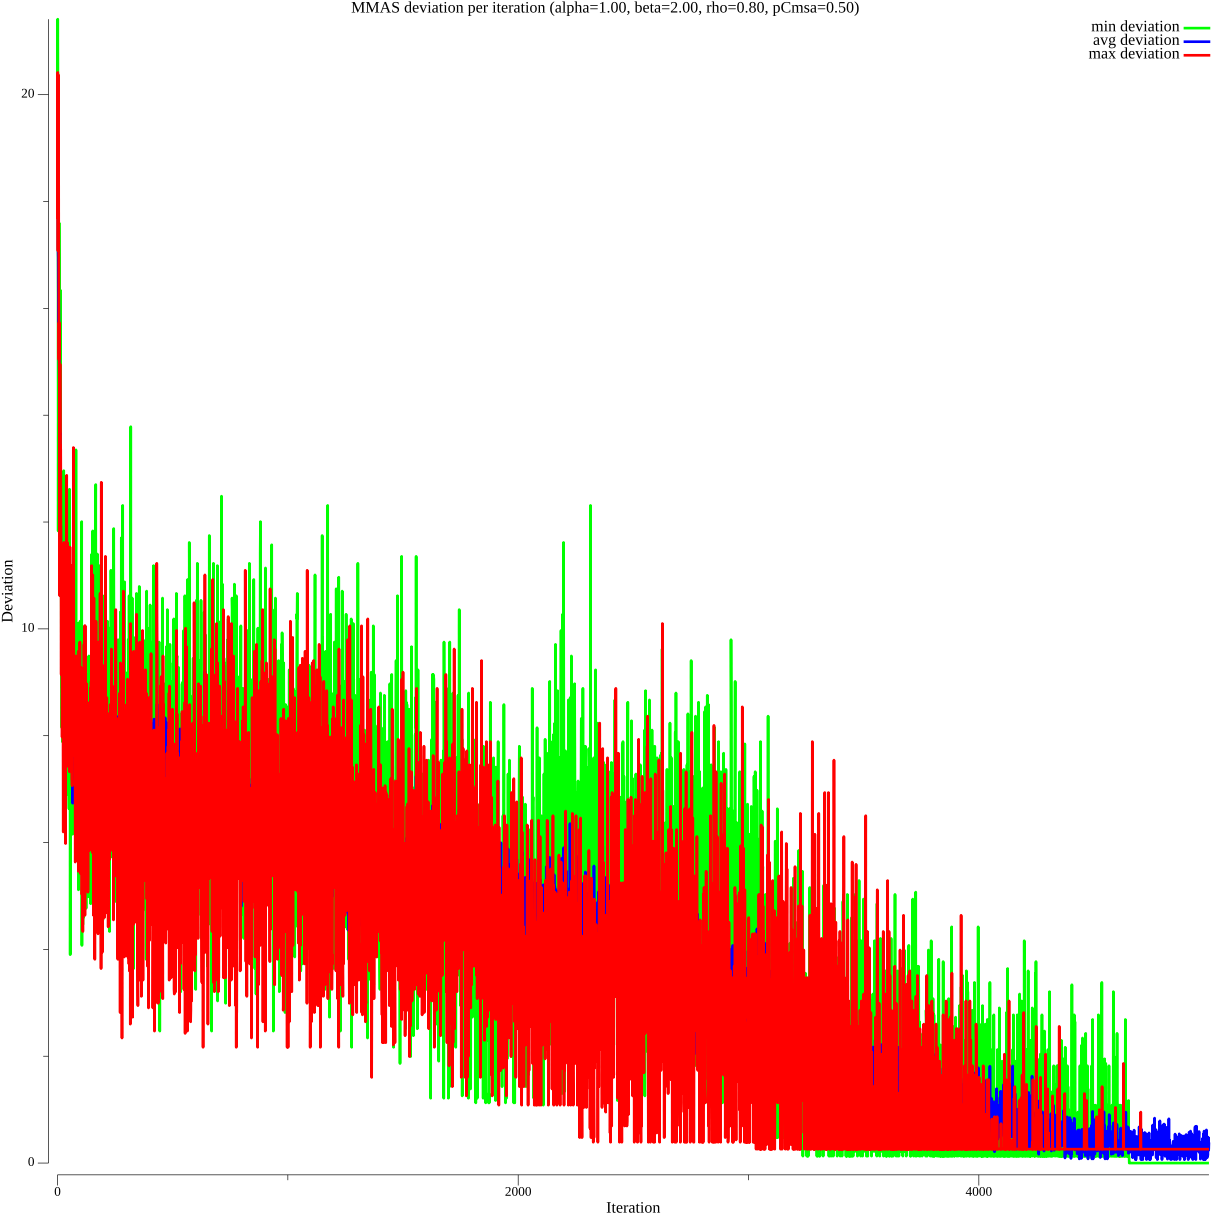 MMAS deviation per iteration (alpha=1.00, beta=2.00, rho=0.80, pCmsa=0.50)
min deviation
avg deviation
max deviation
20
10
0
Deviation
0
2000
4000
Iteration